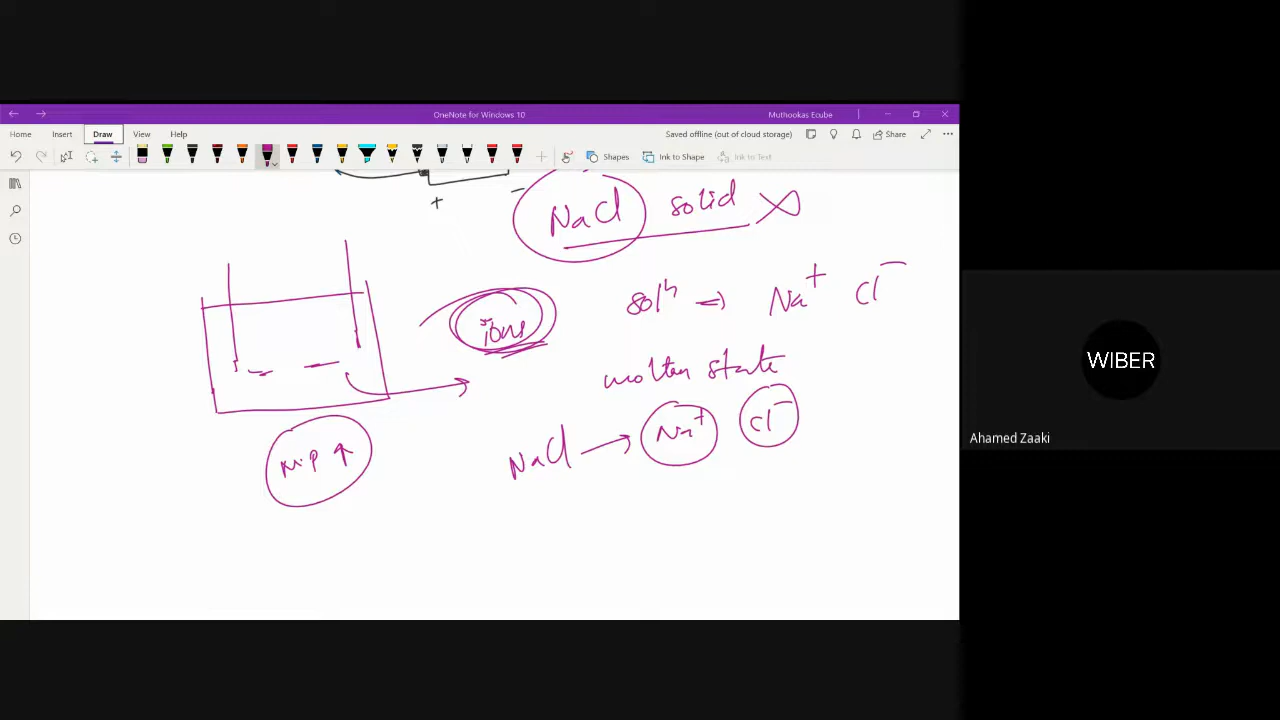 OneNote for Windows 10
Muthookas Ecube
Home Insert Draw View Help
Saved offline (out of cloud storage) Share
Shapes Ink to Shape Ink to Text
+ −
NaCl solid X
solⁿ ⇒ Na⁺ Cl⁻
ions
molten state
NaCl → Na⁺ Cl⁻
M.P ↑
WIBER
Ahamed Zaaki